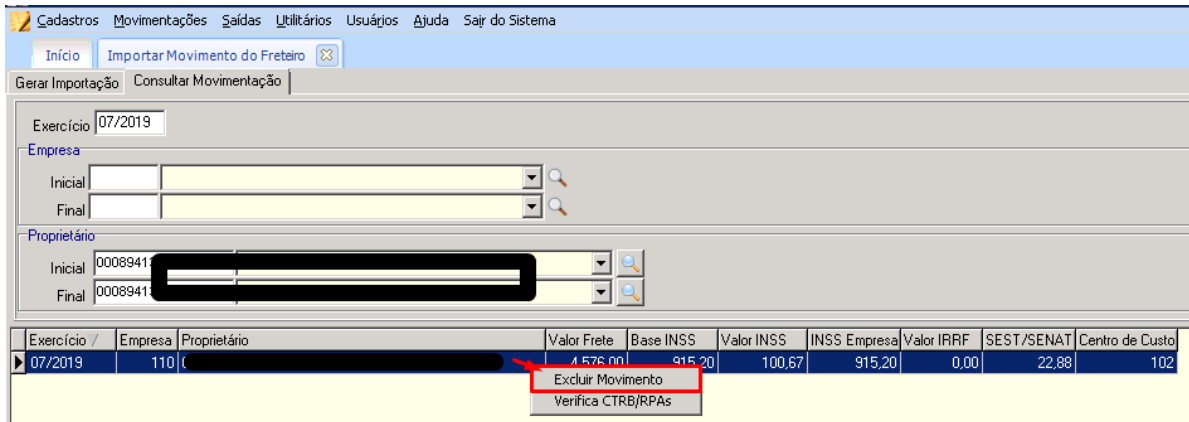 Cadastros Movimentações Saídas Utilitários Usuários Ajuda Sair do Sistema
Início Importar Movimento do Freteiro
Gerar Importação Consultar Movimentação
Exercício 07/2019
Empresa
Inicial
Final
Proprietário
Inicial 0008941
Final 0008941
Exercício Empresa Proprietário Valor Frete Base INSS Valor INSS INSS Empresa Valor IRRF SEST/SENAT Centro de Custo
07/2019 110 4.576,00 915,20 100,67 915,20 0,00 22,88 102
Excluir Movimento
Verifica CTRB/RPAs